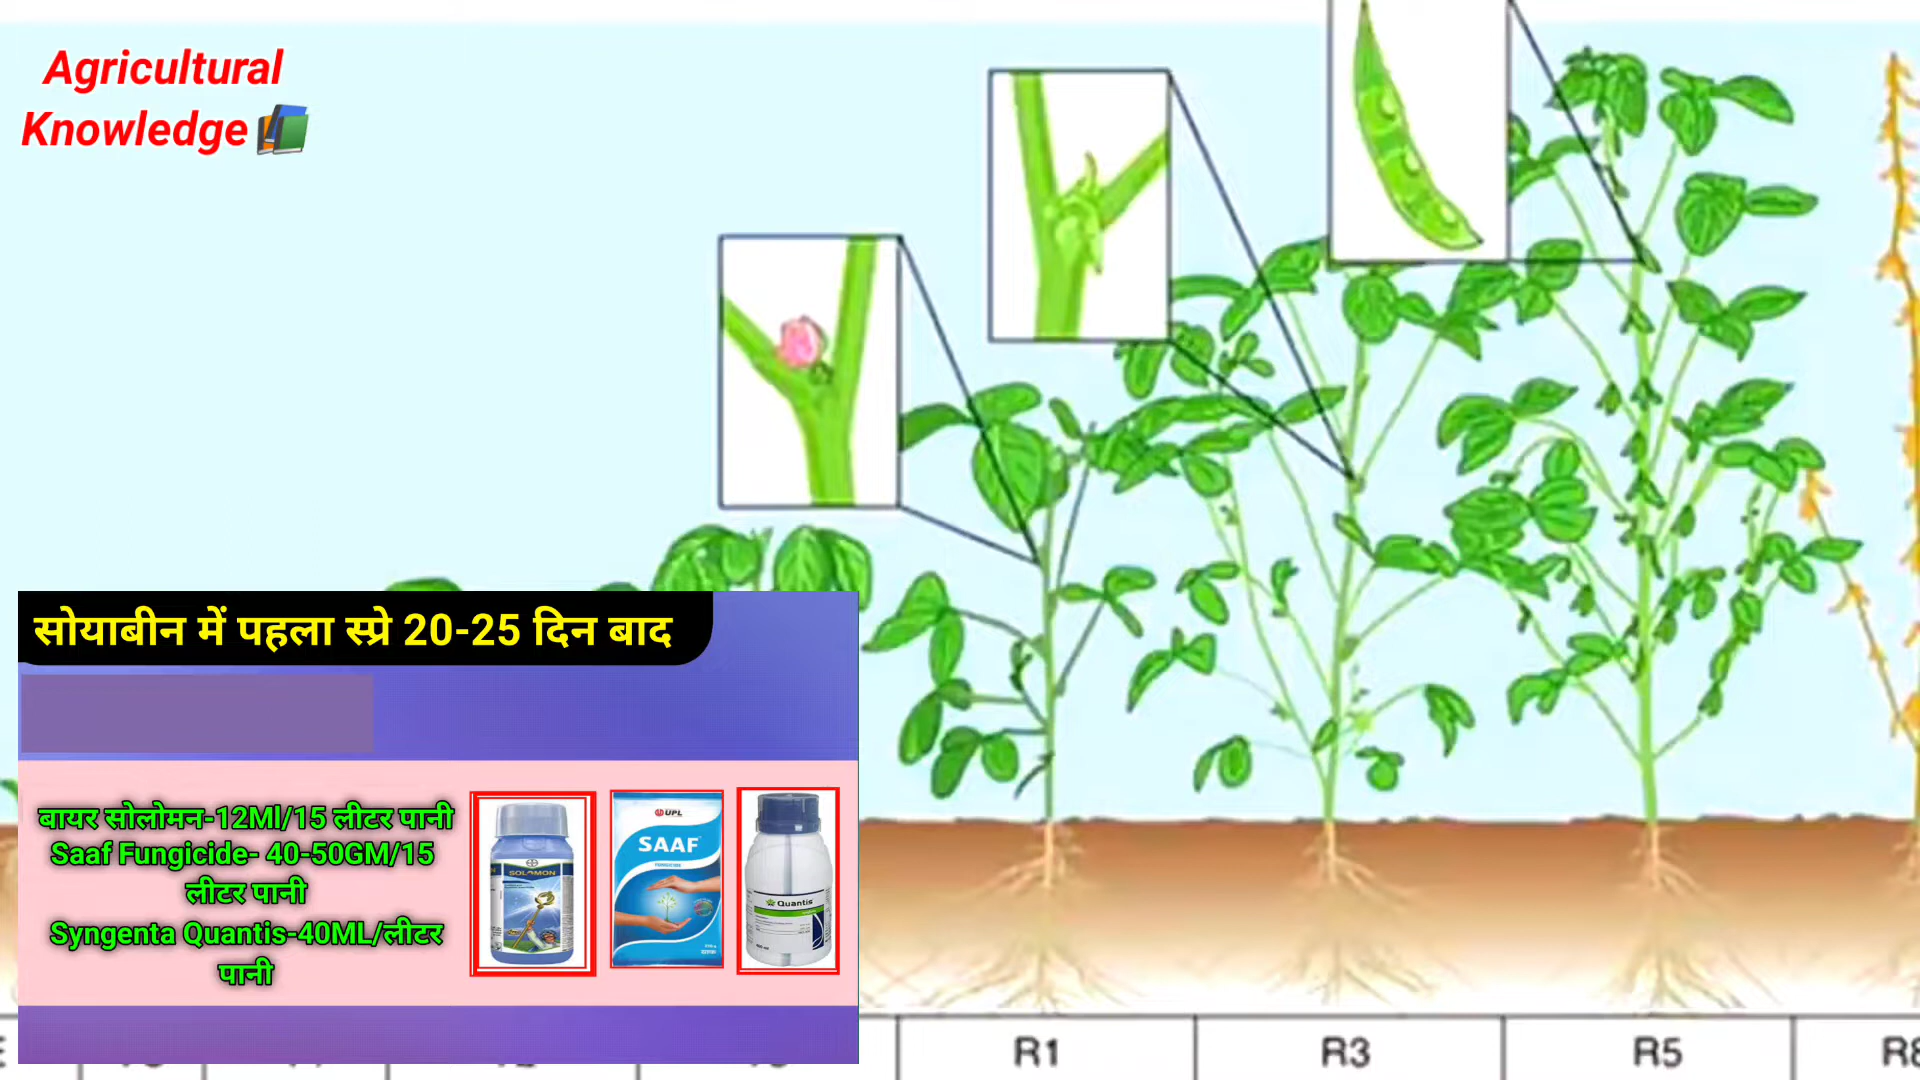 Agricultural
Knowledge
सोयाबीन में पहला स्प्रे 20-25 दिन बाद
बायर सोलोमन-12Ml/15 लीटर पानी
Saaf Fungicide- 40-50GM/15
लीटर पानी
Syngenta Quantis-40ML/लीटर
पानी
SOLOMON
UPL
SAAF
Quantis
R1
R3
R5